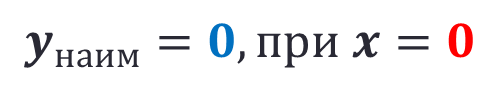 yнаим = 0, при x = 0